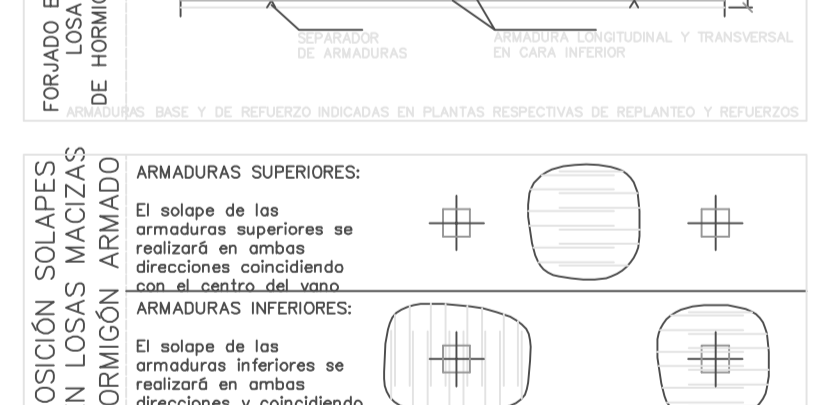 FORJADO
LOSA
DE
SEPARADOR
DE ARMADURAS
ARMADURA LONGITUDINAL Y TRANSVERSAL
EN CARA INFERIOR
ARMADURAS BASE Y DE REFUERZO INDICADAS EN PLANTAS RESPECTIVAS DE REPLANTEO Y REFUERZOS
SOLAPES
LOSAS MACIZAS
ARMADO
ARMADURAS SUPERIORES:
El solape de las
armaduras superiores se
realizará en ambas
direcciones coincidiendo
con el centro del vano
ARMADURAS INFERIORES:
El solape de las
armaduras inferiores se
realizará en ambas
direcciones y coincidiendo